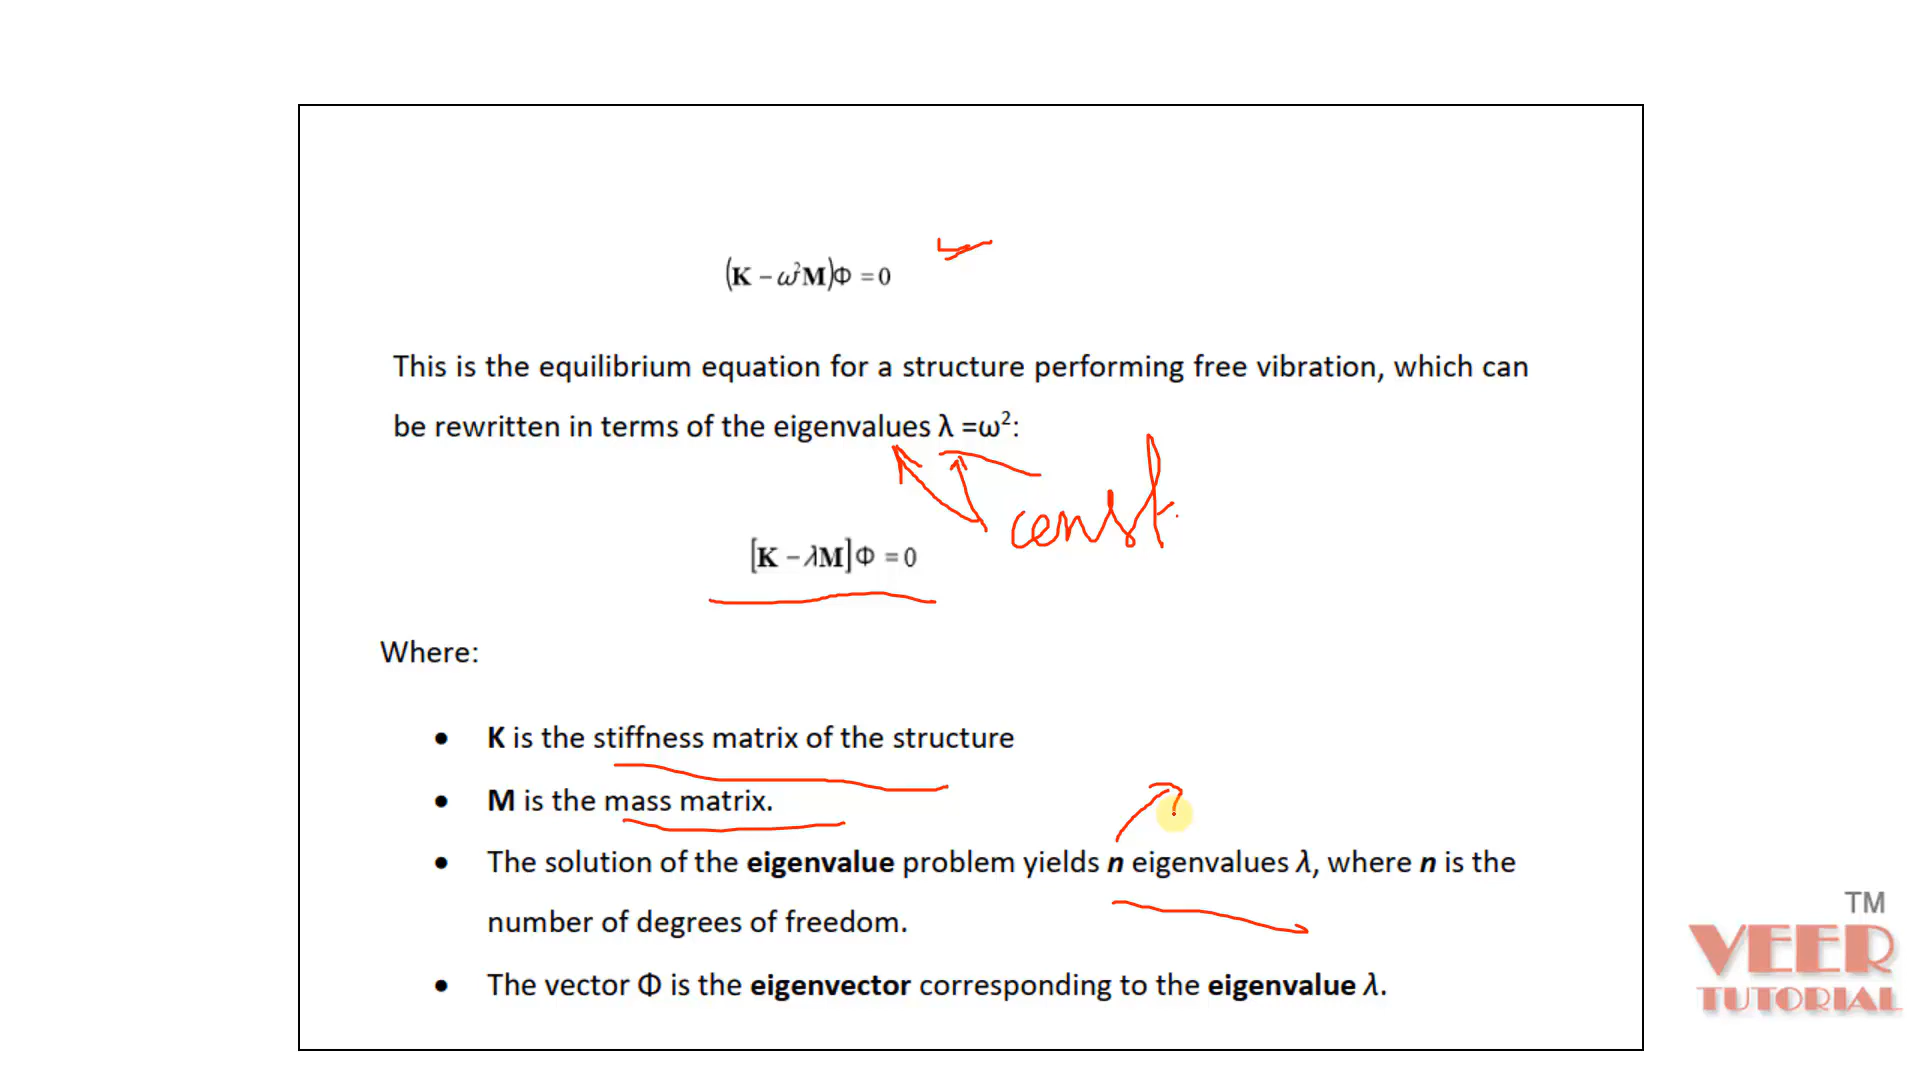 (K − ω²M)Φ = 0
This is the equilibrium equation for a structure performing free vibration, which can
be rewritten in terms of the eigenvalues λ =ω²:
const.
[K − λM]Φ = 0
Where:
• K is the stiffness matrix of the structure
• M is the mass matrix.
• The solution of the eigenvalue problem yields n eigenvalues λ, where n is the
number of degrees of freedom.
• The vector Φ is the eigenvector corresponding to the eigenvalue λ.
TM
VEER
TUTORIAL